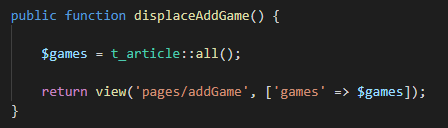 public function displaceAddGame() {
$games = t_article::all();
return view('pages/addGame', ['games' => $games]);
}